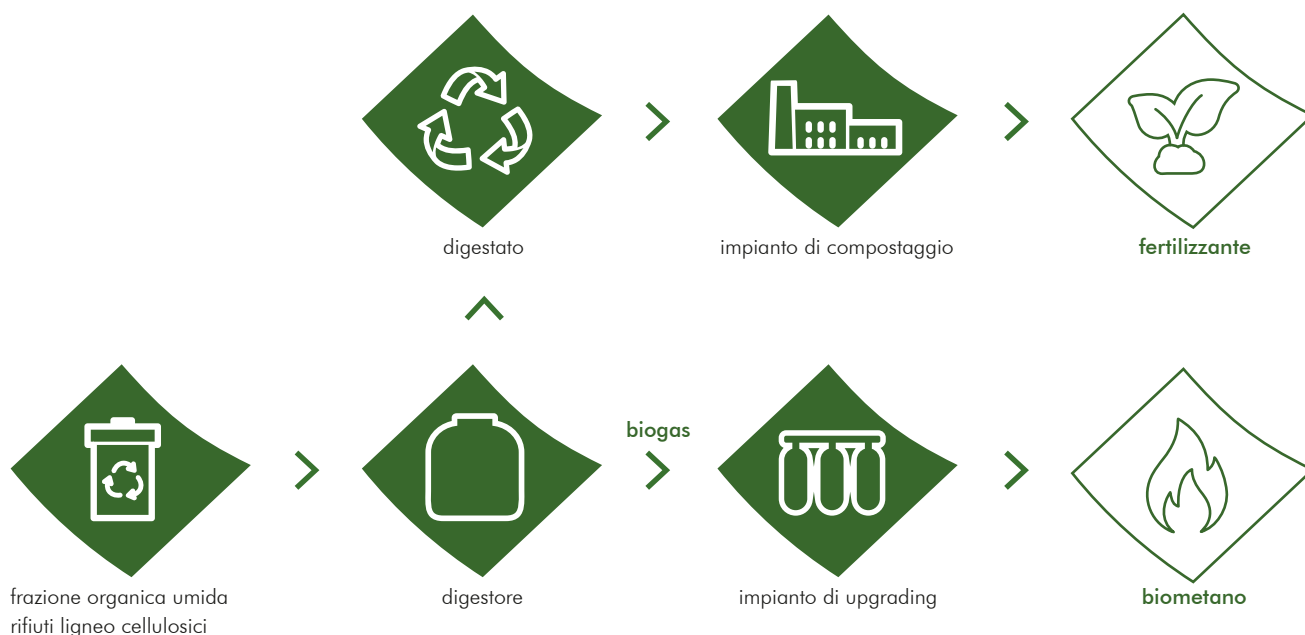 digestato
impianto di compostaggio
fertilizzante
biogas
frazione organica umida
rifiuti ligneo cellulosici
digestore
impianto di upgrading
biometano